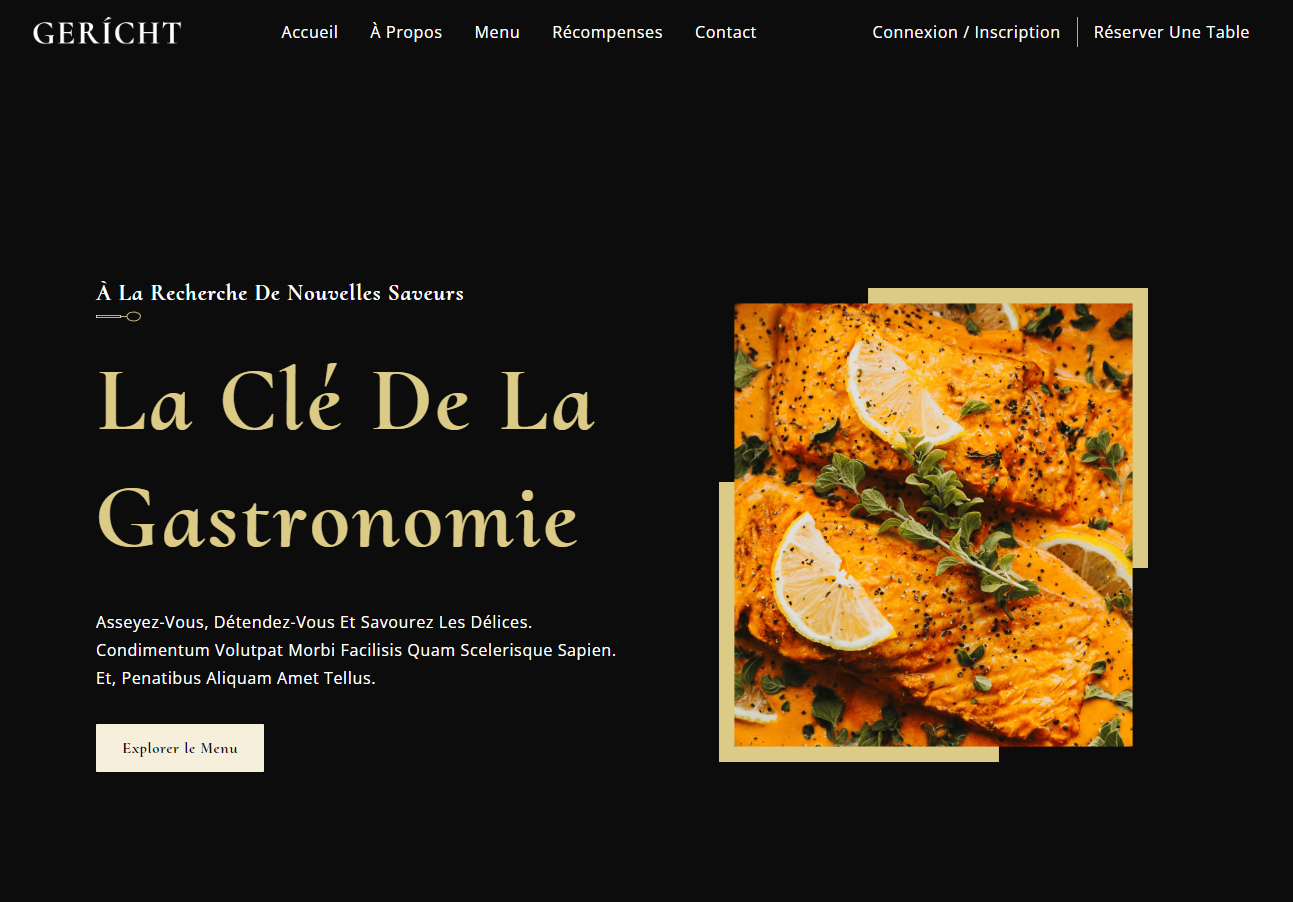 GERÍCHT
Accueil
À Propos
Menu
Récompenses
Contact
Connexion / Inscription
Réserver Une Table
À La Recherche De Nouvelles Saveurs
La Clé De La
Gastronomie
Asseyez-Vous, Détendez-Vous Et Savourez Les Délices.
Condimentum Volutpat Morbi Facilisis Quam Scelerisque Sapien.
Et, Penatibus Aliquam Amet Tellus.
Explorer le Menu